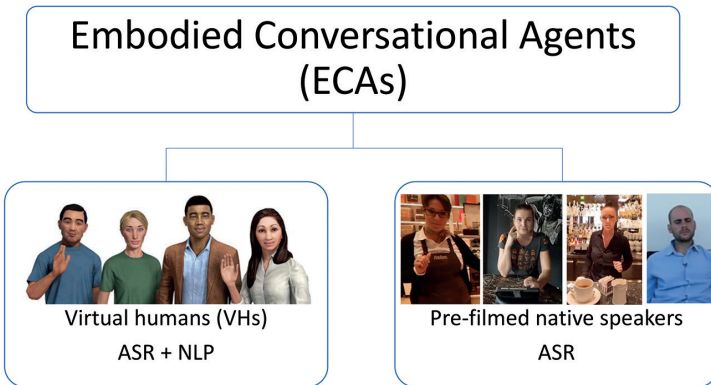 Embodied Conversational Agents
(ECAs)
Virtual humans (VHs)
ASR + NLP
Pre-filmed native speakers
ASR